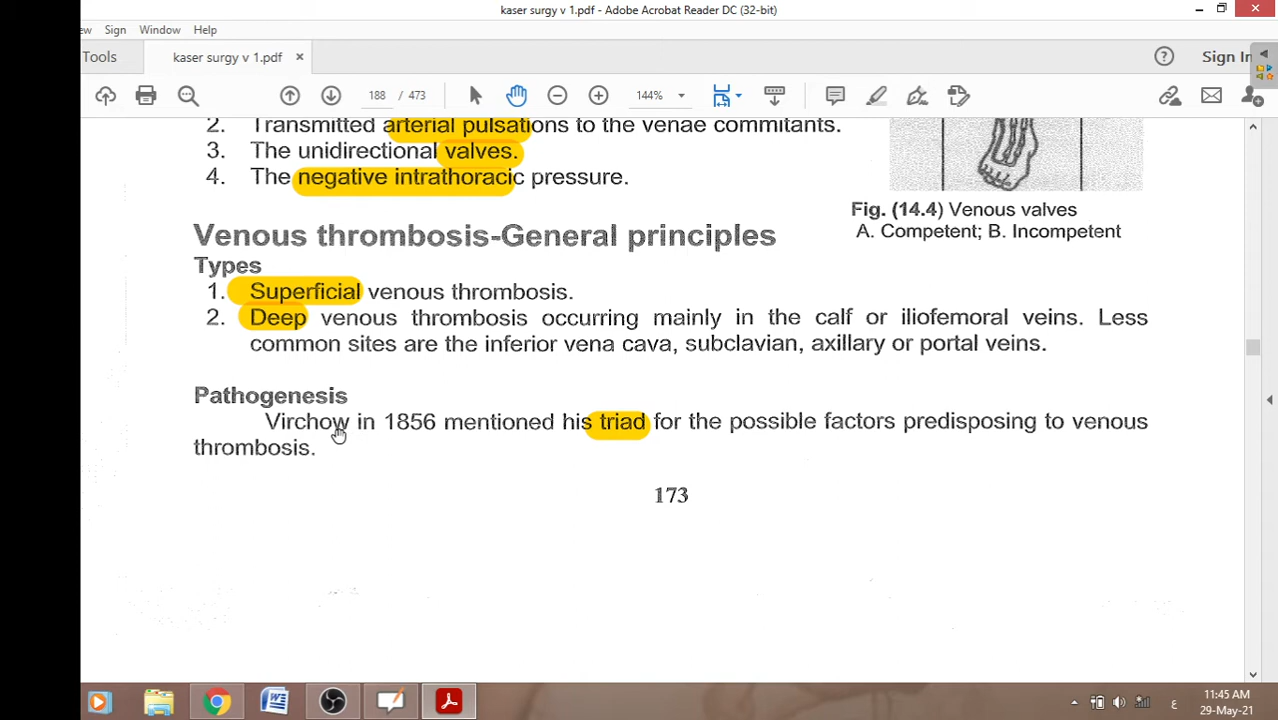 kaser surgy v 1.pdf - Adobe Acrobat Reader DC (32-bit)
ew Sign Window Help
Tools kaser surgy v 1.pdf × ? Sign In
188 / 473 144%
2. Transmitted arterial pulsations to the venae commitants.
3. The unidirectional valves.
4. The negative intrathoracic pressure.
Fig. (14.4) Venous valves
A. Competent; B. Incompetent
Venous thrombosis-General principles
Types
1. Superficial venous thrombosis.
2. Deep venous thrombosis occurring mainly in the calf or iliofemoral veins. Less
common sites are the inferior vena cava, subclavian, axillary or portal veins.
Pathogenesis
Virchow in 1856 mentioned his triad for the possible factors predisposing to venous
thrombosis.
173
ع
11:45 AM
29-May-21